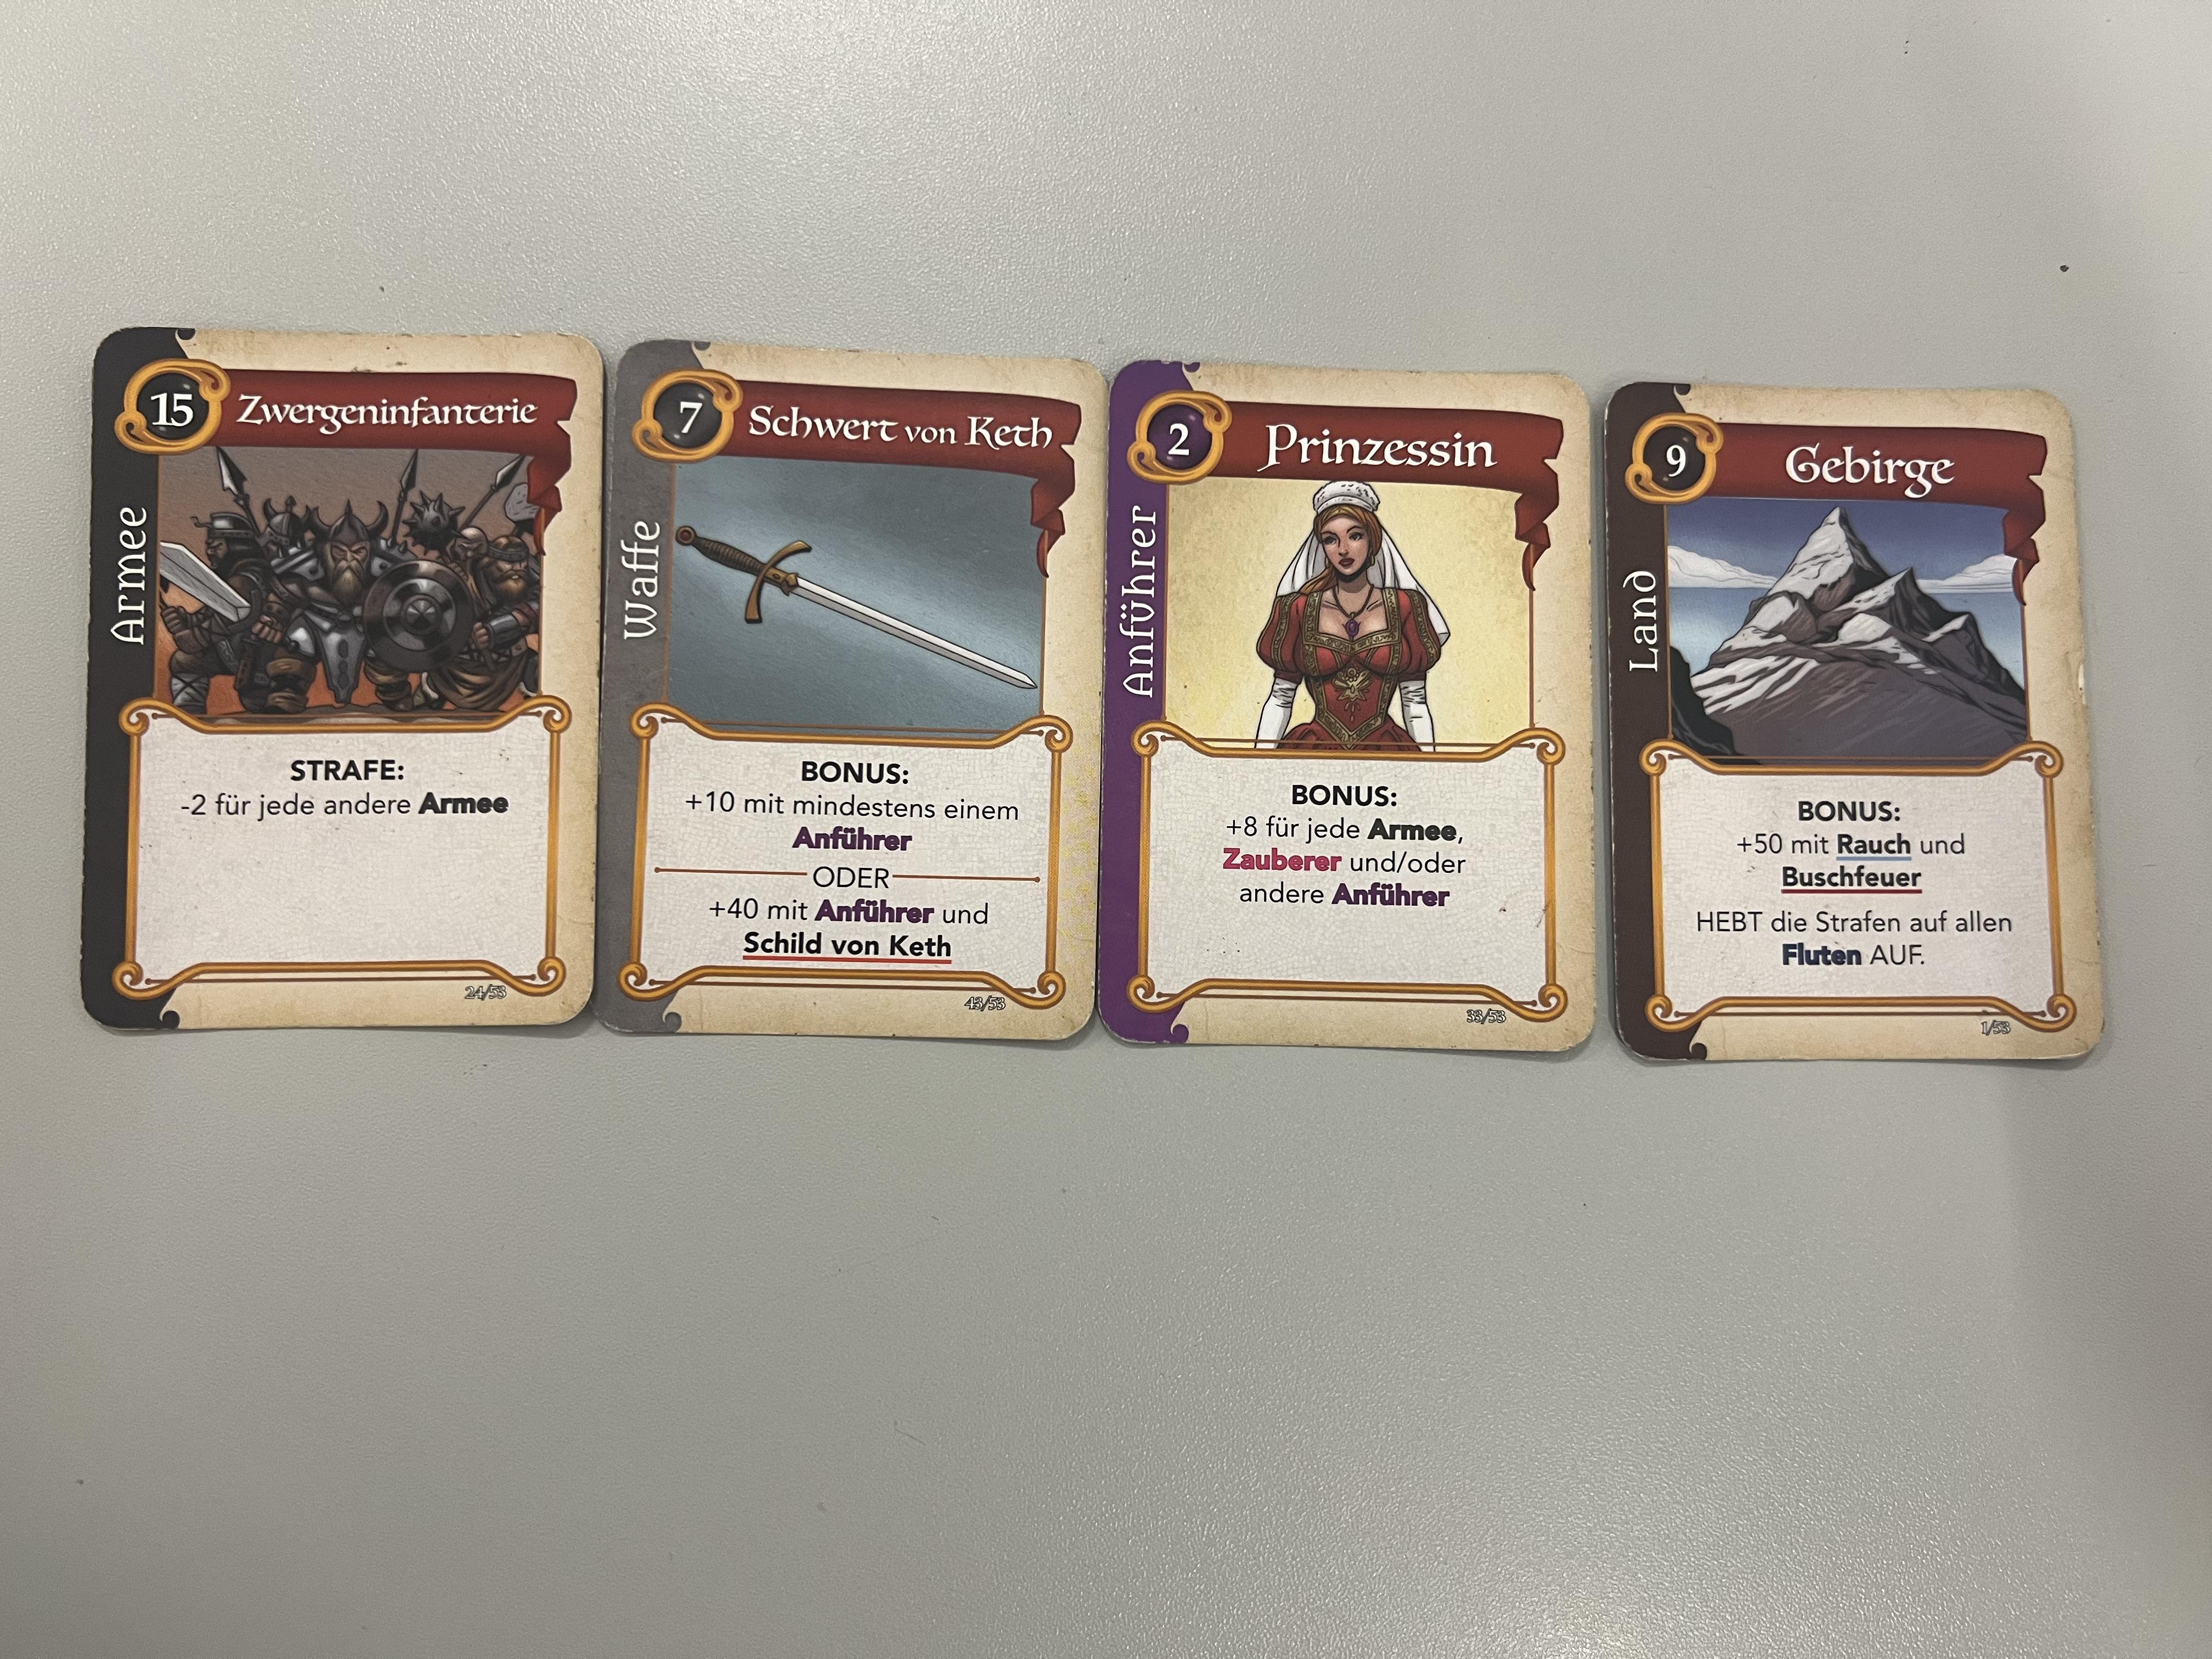 Armee
15
Zwergeninfanterie
STRAFE:
-2 für jede andere Armee
24/53
Waffe
7
Schwert von Keth
BONUS:
+10 mit mindestens einem
Anführer
ODER
+40 mit Anführer und
Schild von Keth
43/53
Anführer
2
Prinzessin
BONUS:
+8 für jede Armee,
Zauberer und/oder
andere Anführer
33/53
Land
9
Gebirge
BONUS:
+50 mit Rauch und
Buschfeuer
HEBT die Strafen auf allen
Fluten AUF.
1/53